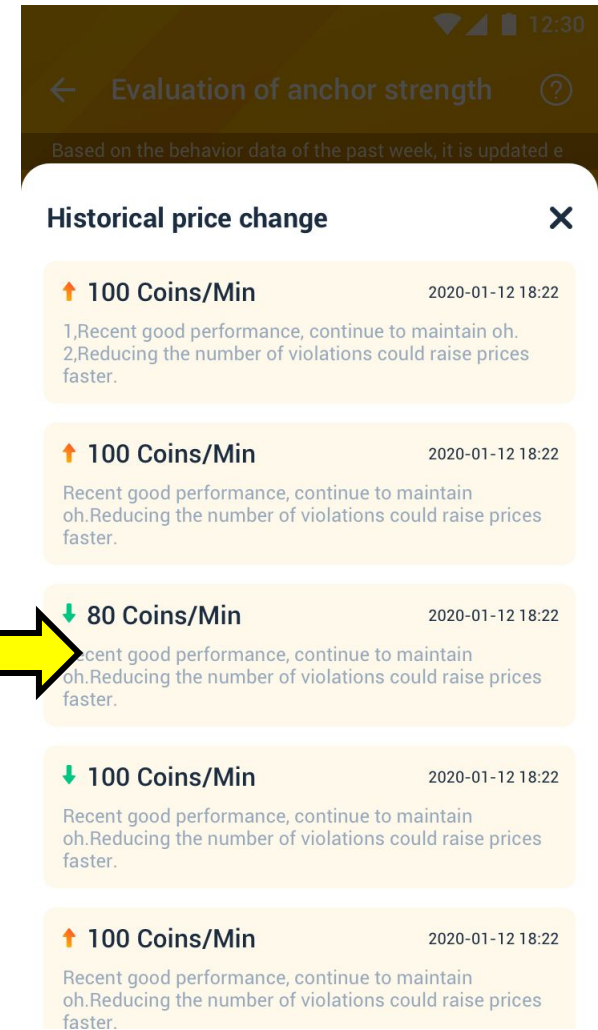 12:30
Evaluation of anchor strength
Based on the behavior data of the past week, it is updated e
Historical price change
100 Coins/Min 2020-01-12 18:22
1,Recent good performance, continue to maintain oh.
2,Reducing the number of violations could raise prices
faster.
100 Coins/Min 2020-01-12 18:22
Recent good performance, continue to maintain
oh.Reducing the number of violations could raise prices
faster.
80 Coins/Min 2020-01-12 18:22
good performance, continue to maintain
oh.Reducing the number of violations could raise prices
faster.
100 Coins/Min 2020-01-12 18:22
Recent good performance, continue to maintain
oh.Reducing the number of violations could raise prices
faster.
100 Coins/Min 2020-01-12 18:22
Recent good performance, continue to maintain
oh.Reducing the number of violations could raise prices
faster.